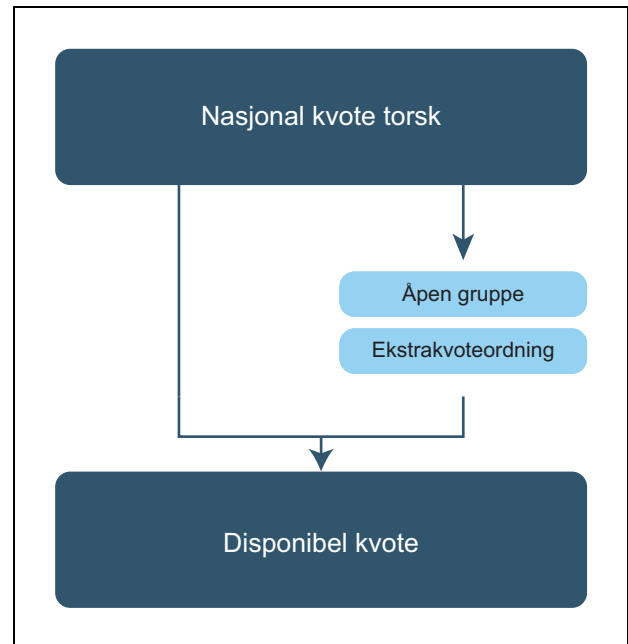 Nasjonal kvote torsk
Åpen gruppe
Ekstrakvoteordning
Disponibel kvote